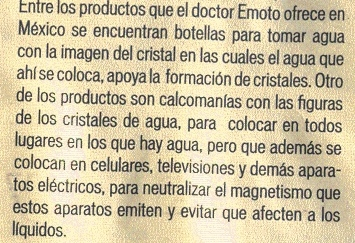 Entre los productos que el doctor Emoto ofrece en
México se encuentran botellas para tomar agua
con la imagen del cristal en las cuales el agua que
ahí se coloca, apoya la formación de cristales. Otro
de los productos son calcomanías con las figuras
de los cristales de agua, para colocar en todos
lugares en los que hay agua, pero que además se
colocan en celulares, televisiones y demás apara-
tos eléctricos, para neutralizar el magnetismo que
estos aparatos emiten y evitar que afecten a los
líquidos.